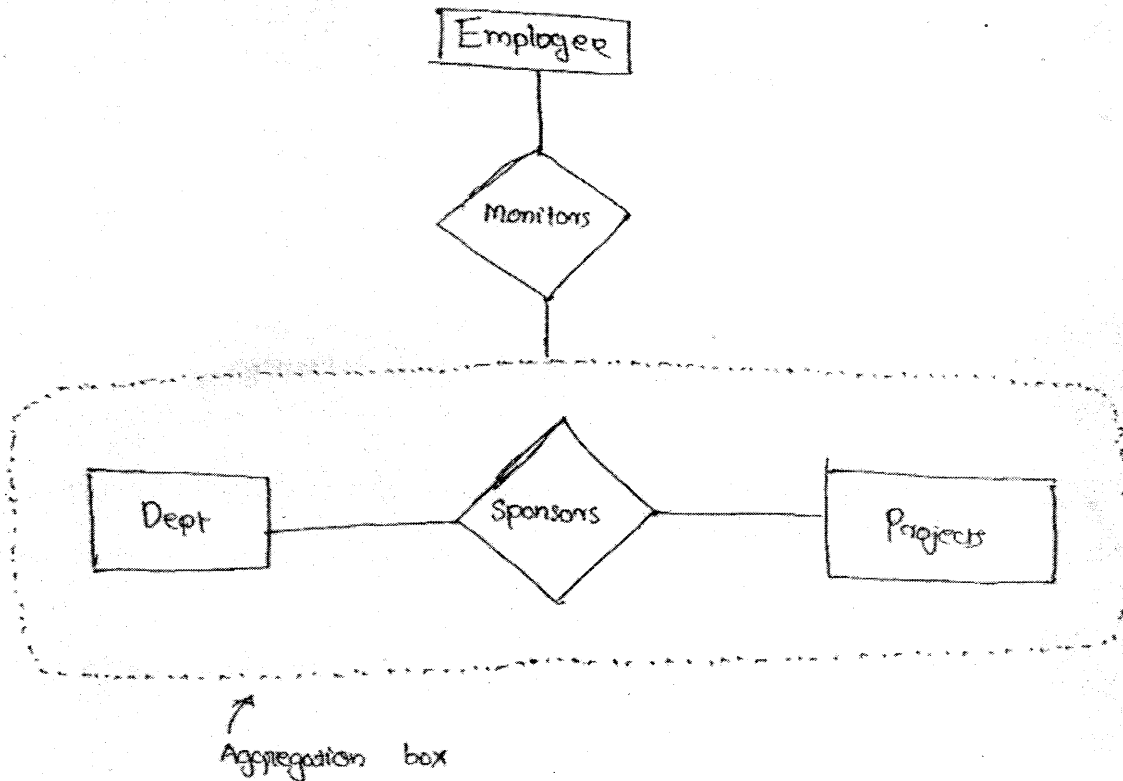 Employee
Monitors
Dept
Sponsors
Projects
Aggregation box